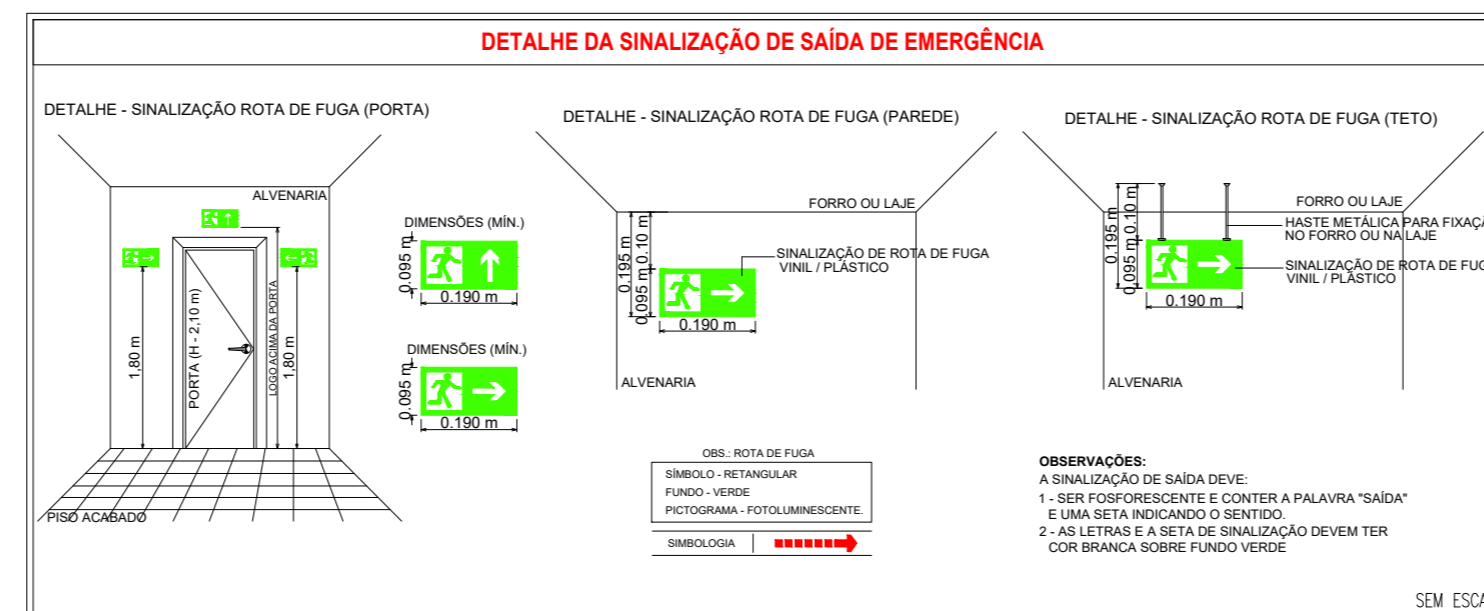 DETALHE DA SINALIZAÇÃO DE SAÍDA DE EMERGÊNCIA
DETALHE - SINALIZAÇÃO ROTA DE FUGA (PORTA)
ALVENARIA
1,80 m
PORTA (H - 2,10 m)
LOGO ACIMA DA PORTA
1,80 m
PISO ACABADO
DIMENSÕES (MÍN.)
0.095 m
0.190 m
DIMENSÕES (MÍN.)
0.095 m
0.190 m
DETALHE - SINALIZAÇÃO ROTA DE FUGA (PAREDE)
FORRO OU LAJE
0.195 m
0.10 m
0.095 m
0.190 m
SINALIZAÇÃO DE ROTA DE FUGA
VINIL / PLÁSTICO
ALVENARIA
DETALHE - SINALIZAÇÃO ROTA DE FUGA (TETO)
FORRO OU LAJE
0.195 m
0.10 m
0.095 m
0.190 m
HASTE METÁLICA PARA FIXAÇÃ
NO FORRO OU NA LAJE
SINALIZAÇÃO DE ROTA DE FUG
VINIL / PLÁSTICO
ALVENARIA
OBS.: ROTA DE FUGA
SÍMBOLO - RETANGULAR
FUNDO - VERDE
PICTOGRAMA - FOTOLUMINESCENTE.
SIMBOLOGIA
OBSERVAÇÕES:
A SINALIZAÇÃO DE SAÍDA DEVE:
1 - SER FOSFORESCENTE E CONTER A PALAVRA "SAÍDA"
E UMA SETA INDICANDO O SENTIDO.
2 - AS LETRAS E A SETA DE SINALIZAÇÃO DEVEM TER
COR BRANCA SOBRE FUNDO VERDE
SEM ESCA